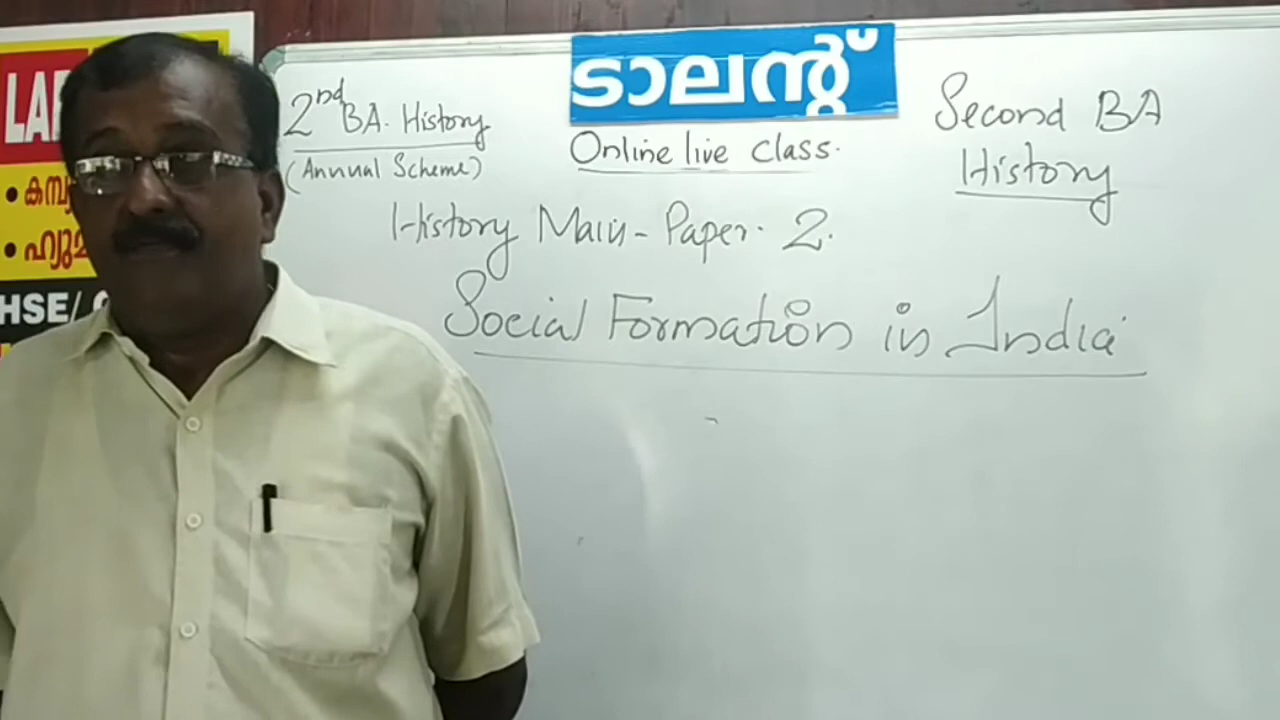 ടാലന്റ്
2nd BA. History
(Annual Scheme)
Online live class.
Second BA
History
History Main - Paper. 2.
Social Formation in India
HSE/